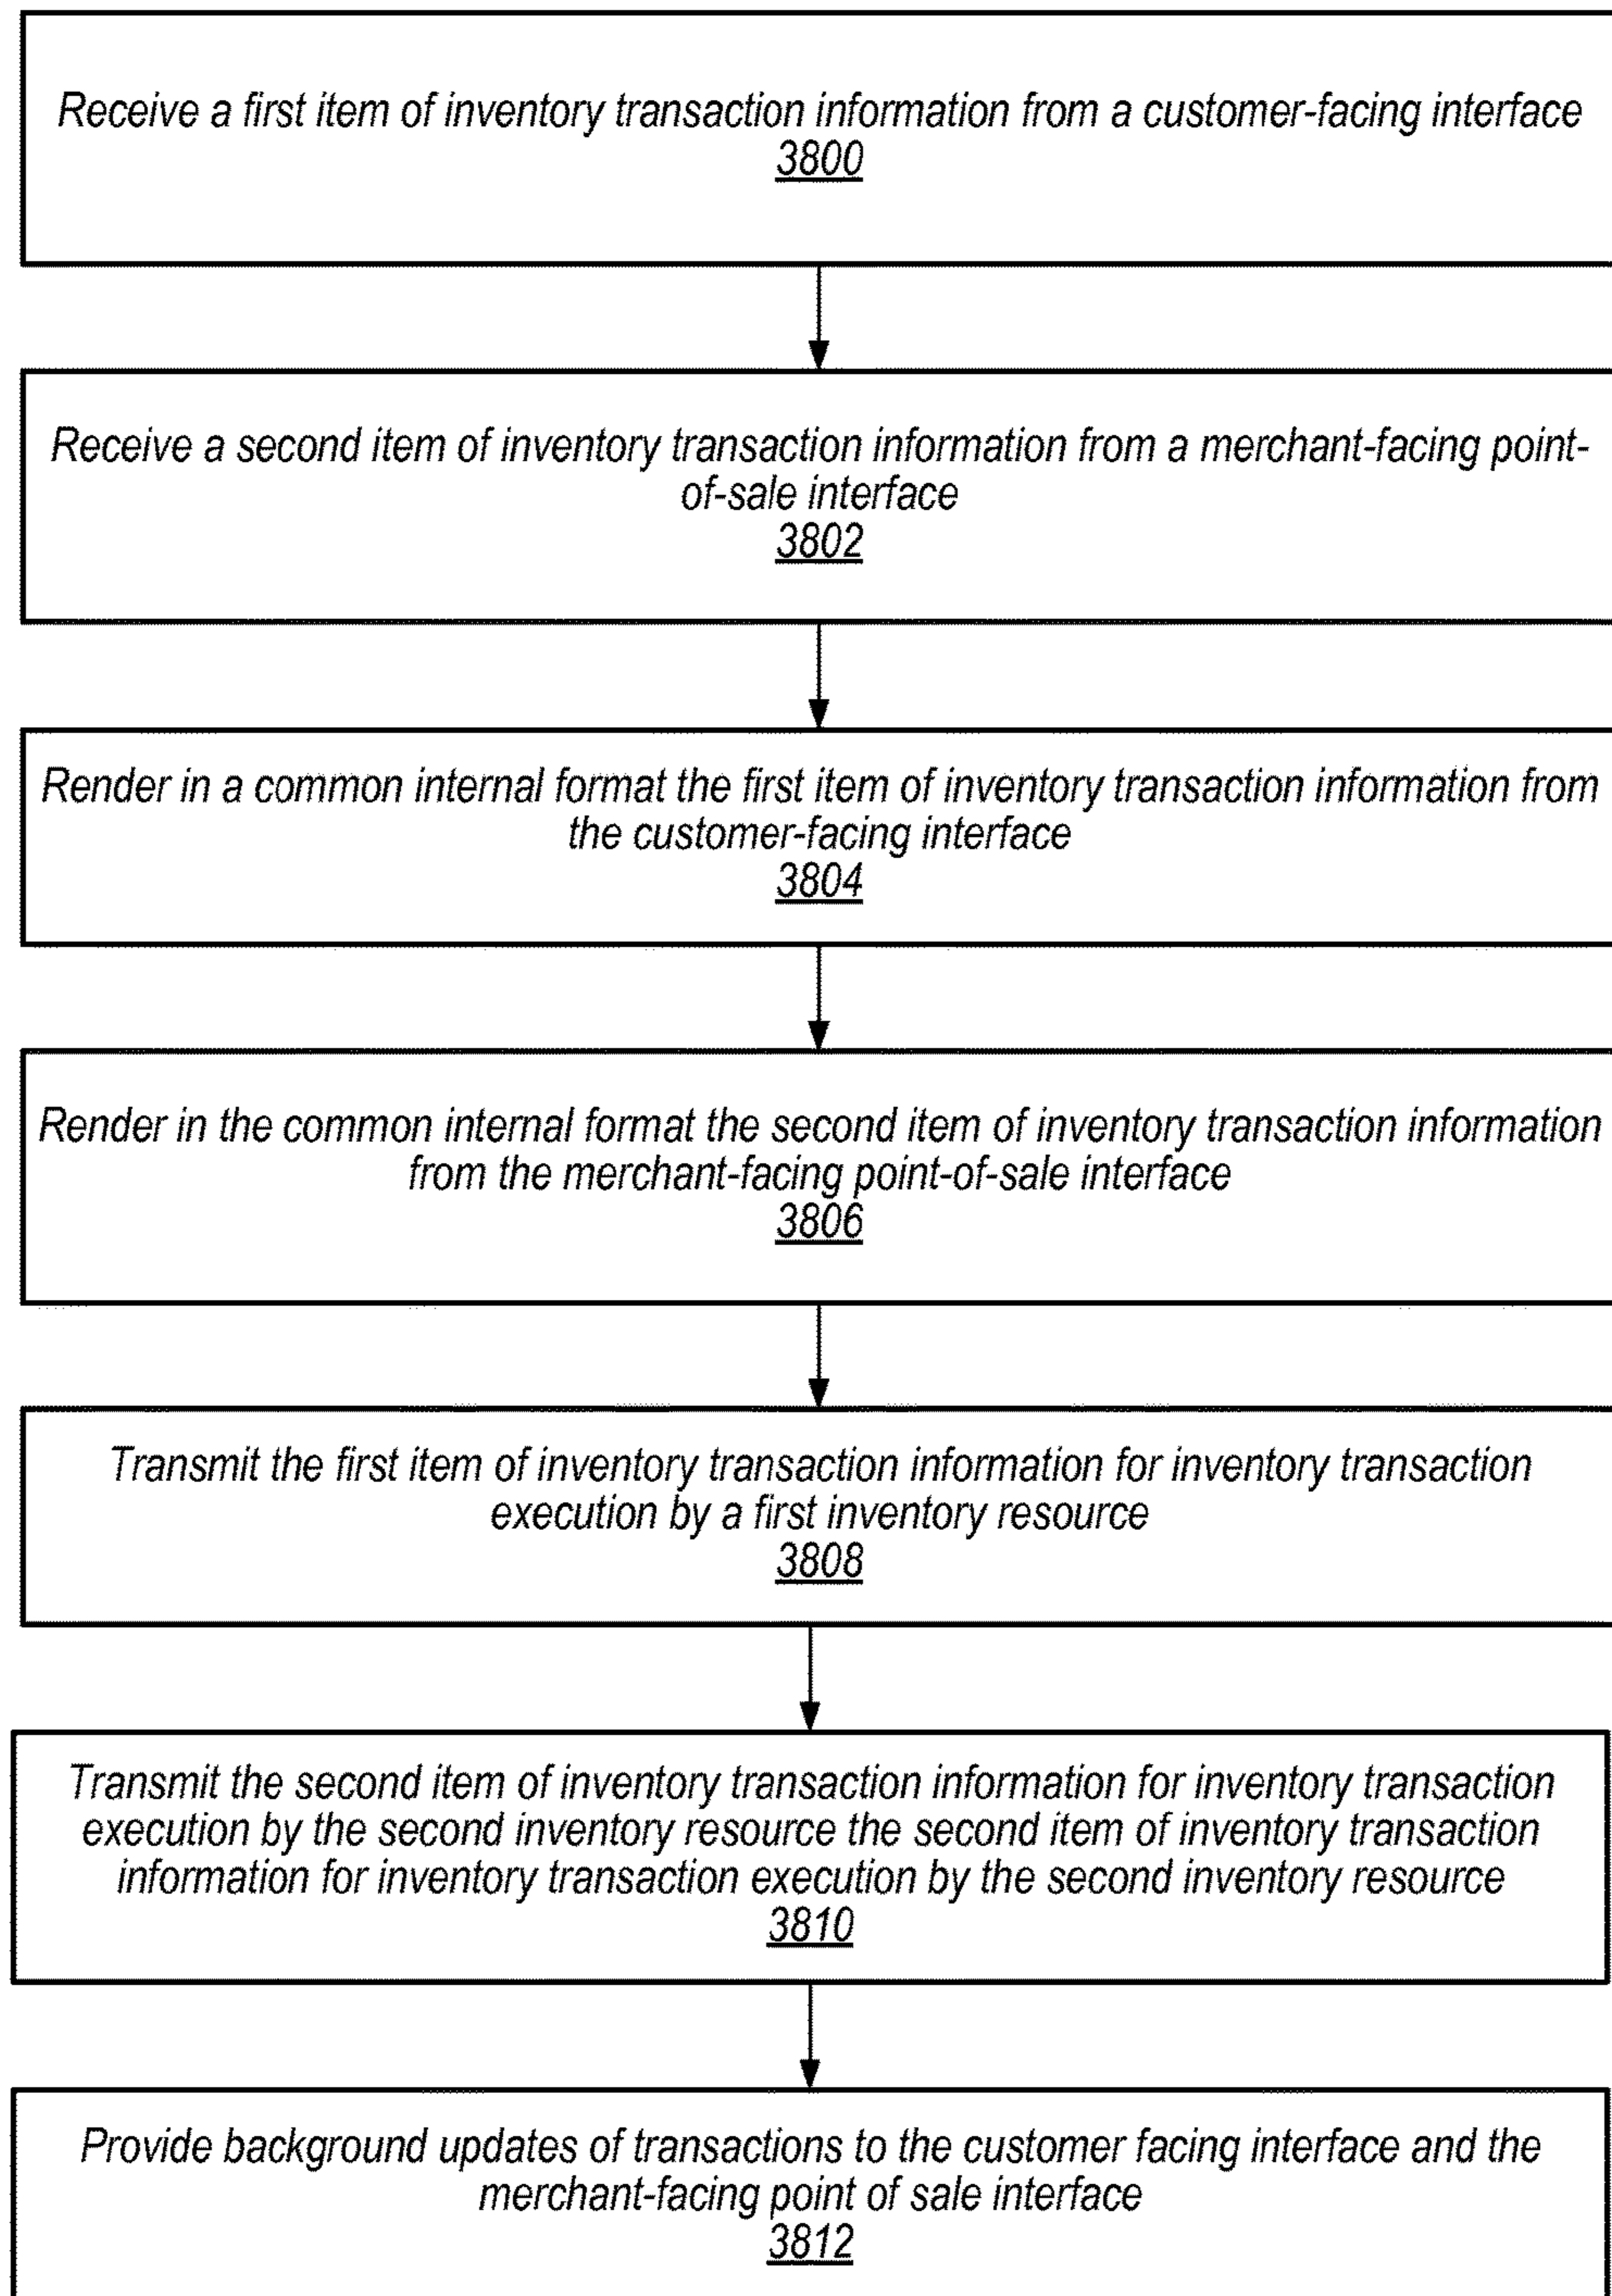 Receive a first item of inventory transaction information from a customer-facing interface
3800
Receive a second item of inventory transaction information from a merchant-facing point-
of-sale interface
3802
Render in a common internal format the first item of inventory transaction information from
the customer-facing interface
3804
Render in the common internal format the second item of inventory transaction information
from the merchant-facing point-of-sale interface
3806
Transmit the first item of inventory transaction information for inventory transaction
execution by a first inventory resource
3808
Transmit the second item of inventory transaction information for inventory transaction
execution by the second inventory resource the second item of inventory transaction
information for inventory transaction execution by the second inventory resource
3810
Provide background updates of transactions to the customer facing interface and the
merchant-facing point of sale interface
3812